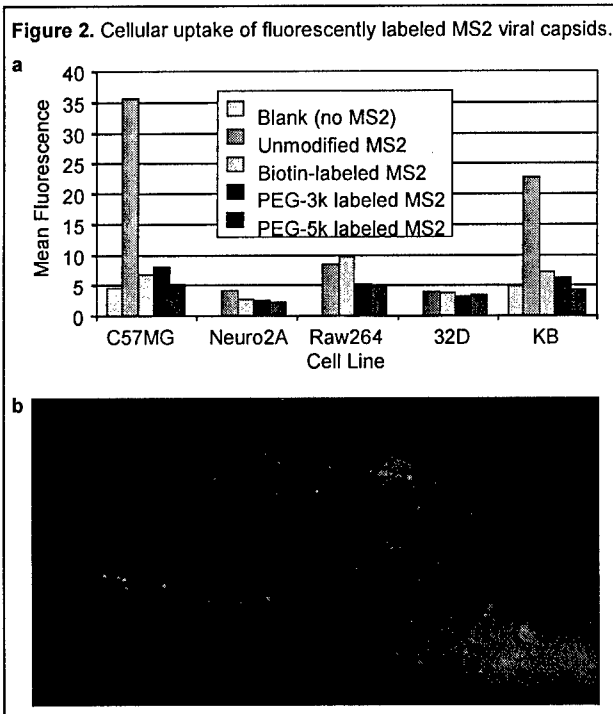 Figure 2. Cellular uptake of fluorescently labeled MS2 viral capsids.
a
40
35
30
25
20
15
10
5
0
Mean Fluorescence
Blank (no MS2)
Unmodified MS2
Biotin-labeled MS2
PEG-3k labeled MS2
PEG-5k labeled MS2
C57MG Neuro2A Raw264 32D KB
Cell Line
b